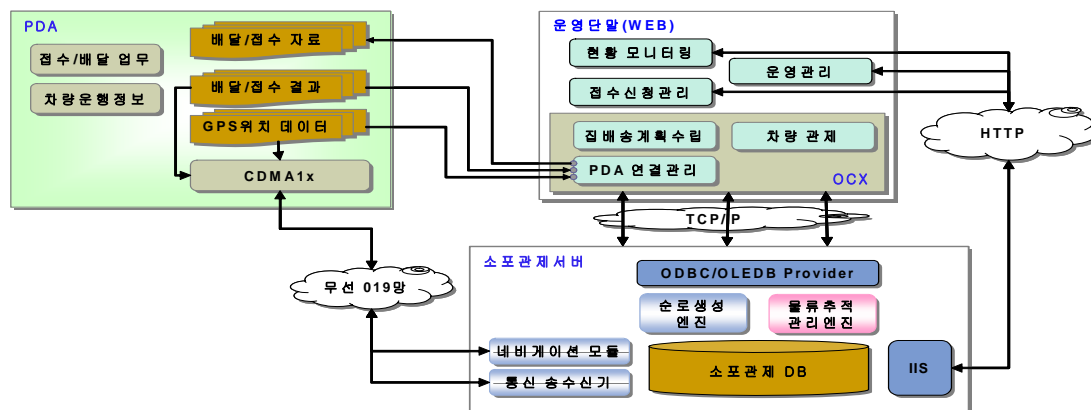 PDA
접수/배달 업무
차량운행정보
배달/접수 자료
배달/접수 결과
GPS위치 데이터
CDMA1x
운영단말(WEB)
현황 모니터링
운영관리
접수신청관리
집배송계획수립
차량 관제
PDA 연결관리
OCX
HTTP
TCP/IP
무선 019망
소포관제서버
ODBC/OLEDB Provider
순로생성
엔진
물류추적
관리엔진
네비게이션 모듈
통신 송수신기
소포관제 DB
IIS